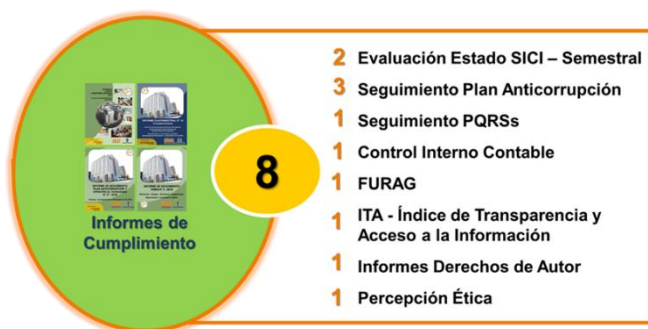 2 Evaluación Estado SICI – Semestral
3 Seguimiento Plan Anticorrupción
1 Seguimiento PQRSs
1 Control Interno Contable
1 FURAG
1 ITA - Índice de Transparencia y
Acceso a la Información
1 Informes Derechos de Autor
1 Percepción Ética
8
Informes de
Cumplimiento